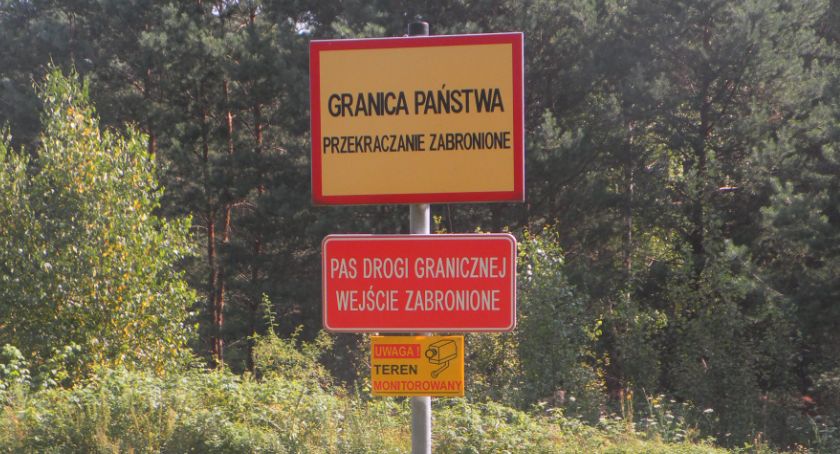 GRANICA PAŃSTWA
PRZEKRACZANIE ZABRONIONE
PAS DROGI GRANICZNEJ
WEJŚCIE ZABRONIONE
UWAGA !
TEREN
MONITOROWANY